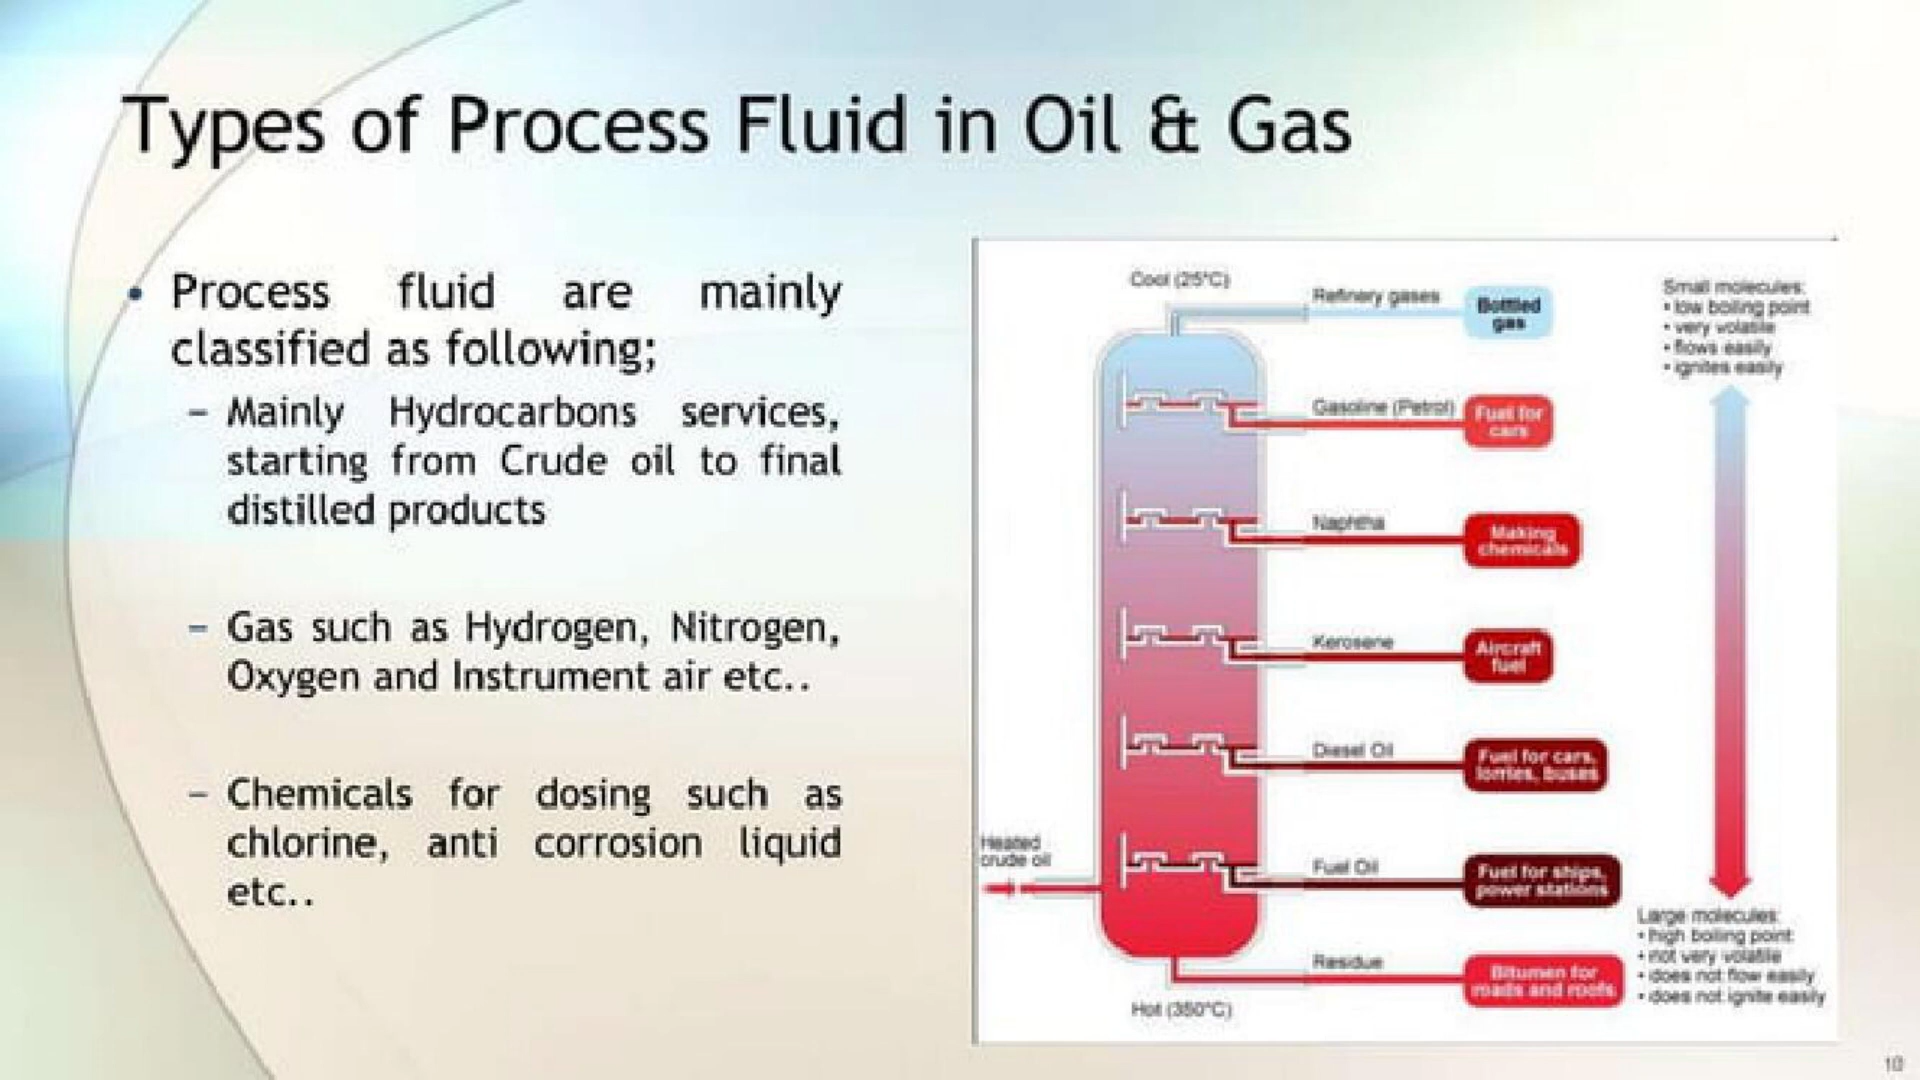 Types of Process Fluid in Oil & Gas
• Process fluid are mainly
classified as following;
– Mainly Hydrocarbons services,
starting from Crude oil to final
distilled products
– Gas such as Hydrogen, Nitrogen,
Oxygen and Instrument air etc..
– Chemicals for dosing such as
chlorine, anti corrosion liquid
etc..
Cool (25°C)
Refinery gases
Bottled
gas
Gasoline (Petrol)
Fuel for
cars
Naphtha
Making
chemicals
Kerosene
Aircraft
fuel
Diesel Oil
Fuel for cars,
lorries, buses
Heated
crude oil
Fuel Oil
Fuel for ships,
power stations
Residue
Bitumen for
roads and roofs
Hot (350°C)
Small molecules:
• low boiling point
• very volatile
• flows easily
• ignites easily
Large molecules:
• high boiling point
• not very volatile
• does not flow easily
• does not ignite easily
10